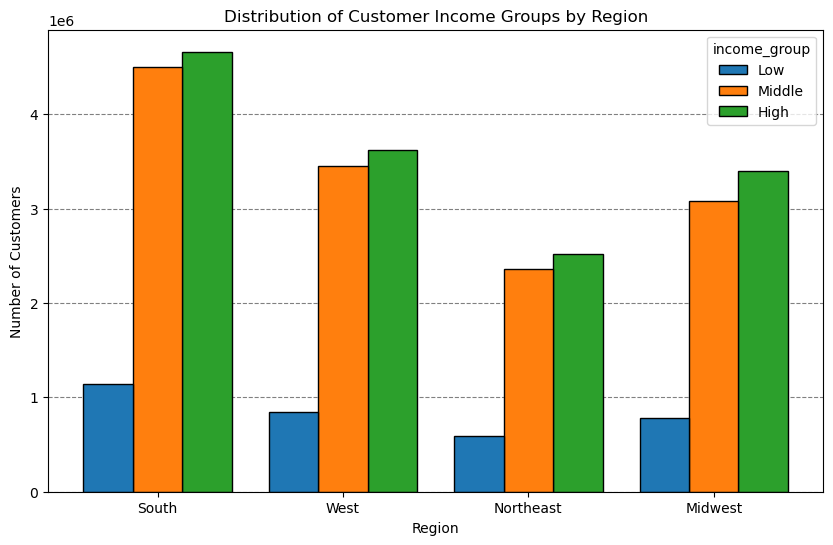 Distribution of Customer Income Groups by Region
1e6
income_group
Low
Middle
High
Number of Customers
4
3
2
1
0
South
West
Northeast
Midwest
Region